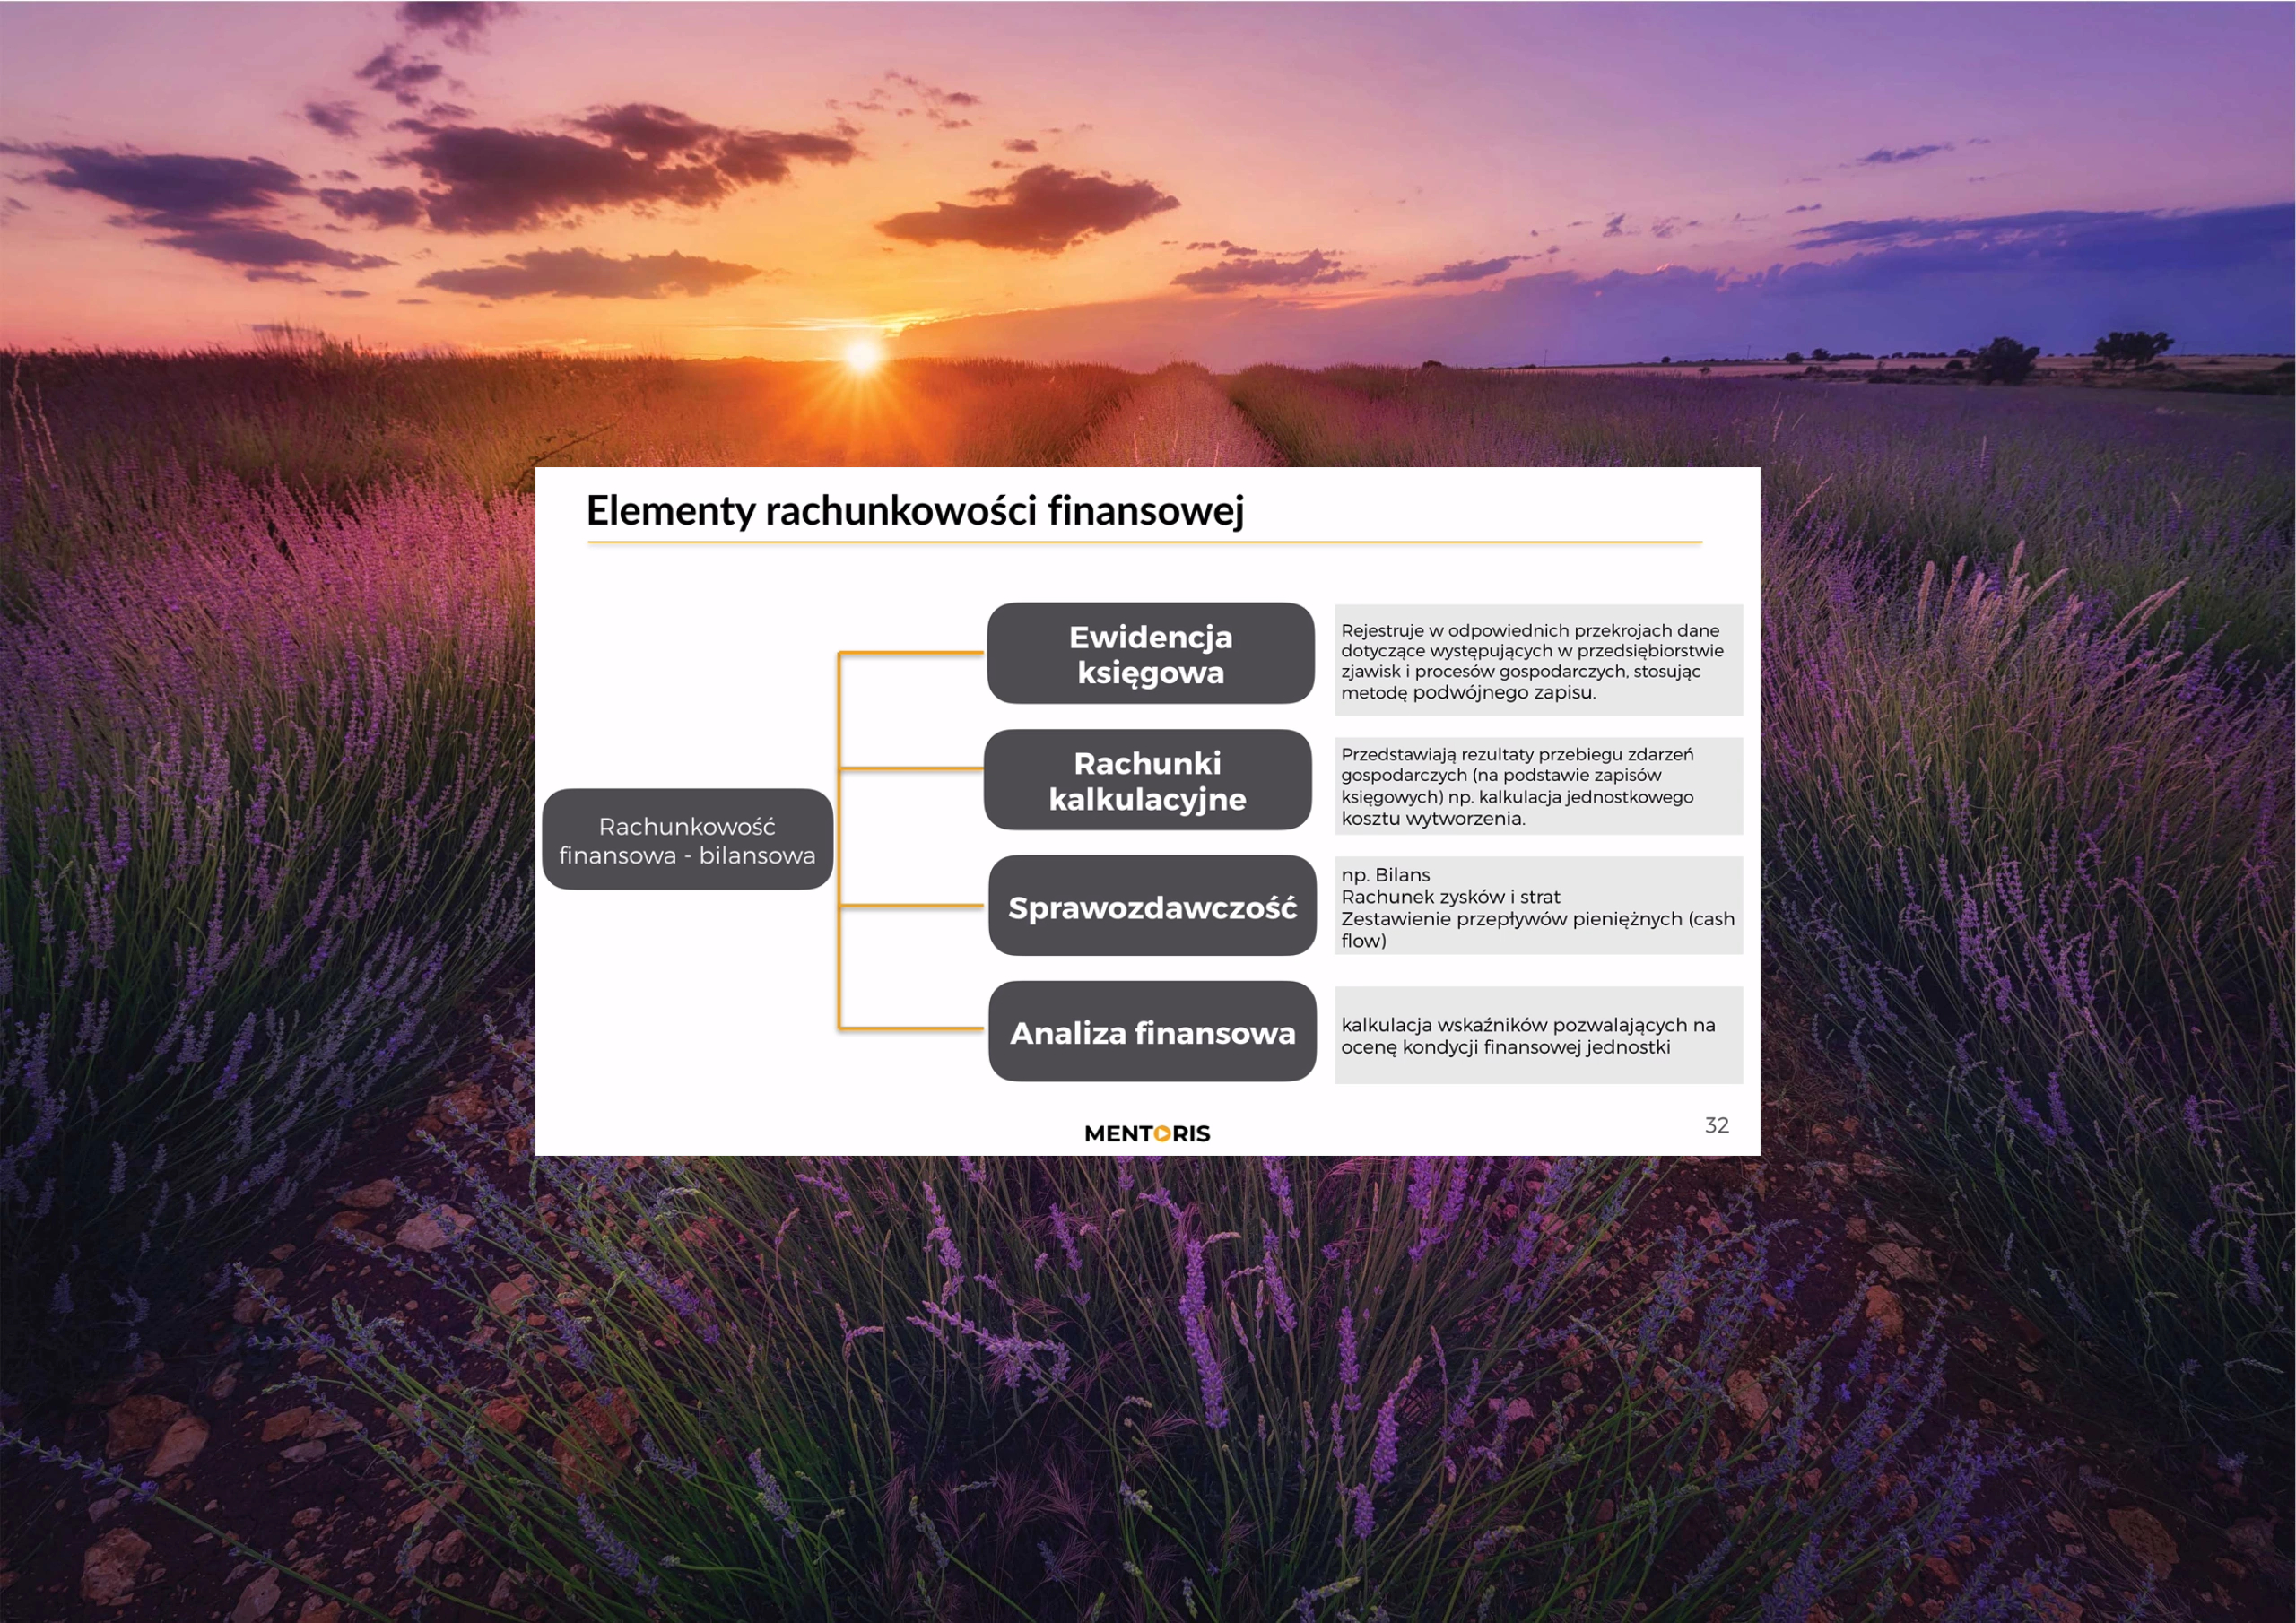 Elementy rachunkowości finansowej
Rachunkowość
finansowa - bilansowa
Ewidencja
księgowa
Rejestruje w odpowiednich przekrojach dane
dotyczące występujących w przedsiębiorstwie
zjawisk i procesów gospodarczych, stosując
metodę podwójnego zapisu.
Rachunki
kalkulacyjne
Przedstawiają rezultaty przebiegu zdarzeń
gospodarczych (na podstawie zapisów
księgowych) np. kalkulacja jednostkowego
kosztu wytworzenia.
Sprawozdawczość
np. Bilans
Rachunek zysków i strat
Zestawienie przepływów pieniężnych (cash
flow)
Analiza finansowa
kalkulacja wskaźników pozwalających na
ocenę kondycji finansowej jednostki
MENTORIS
32